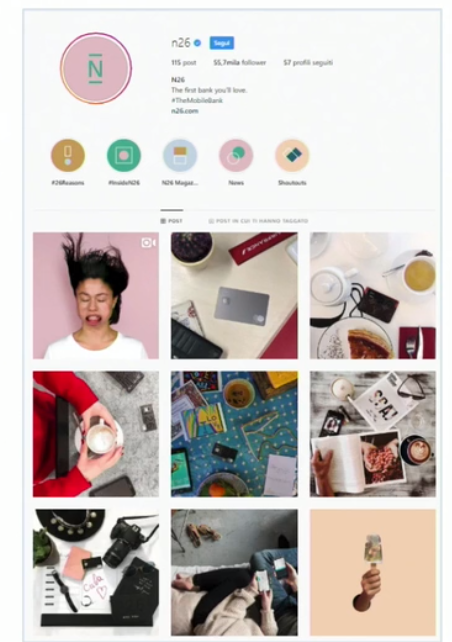 N
n26 Segui
115 post 55,7mila follower 57 profili seguiti
N26
The first bank you'll love.
#TheMobileBank
n26.com
#26Reasons #InsideN26 N26 Magaz... News Shoutouts
POST POST IN CUI TI HANNO TAGGATO